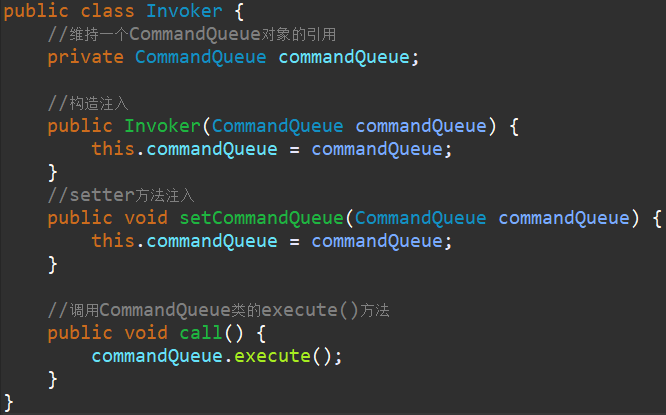 public class Invoker {
//维持一个CommandQueue对象的引用
private CommandQueue commandQueue;
//构造注入
public Invoker(CommandQueue commandQueue) {
this.commandQueue = commandQueue;
}
//setter方法注入
public void setCommandQueue(CommandQueue commandQueue) {
this.commandQueue = commandQueue;
}
//调用CommandQueue类的execute()方法
public void call() {
commandQueue.execute();
}
}